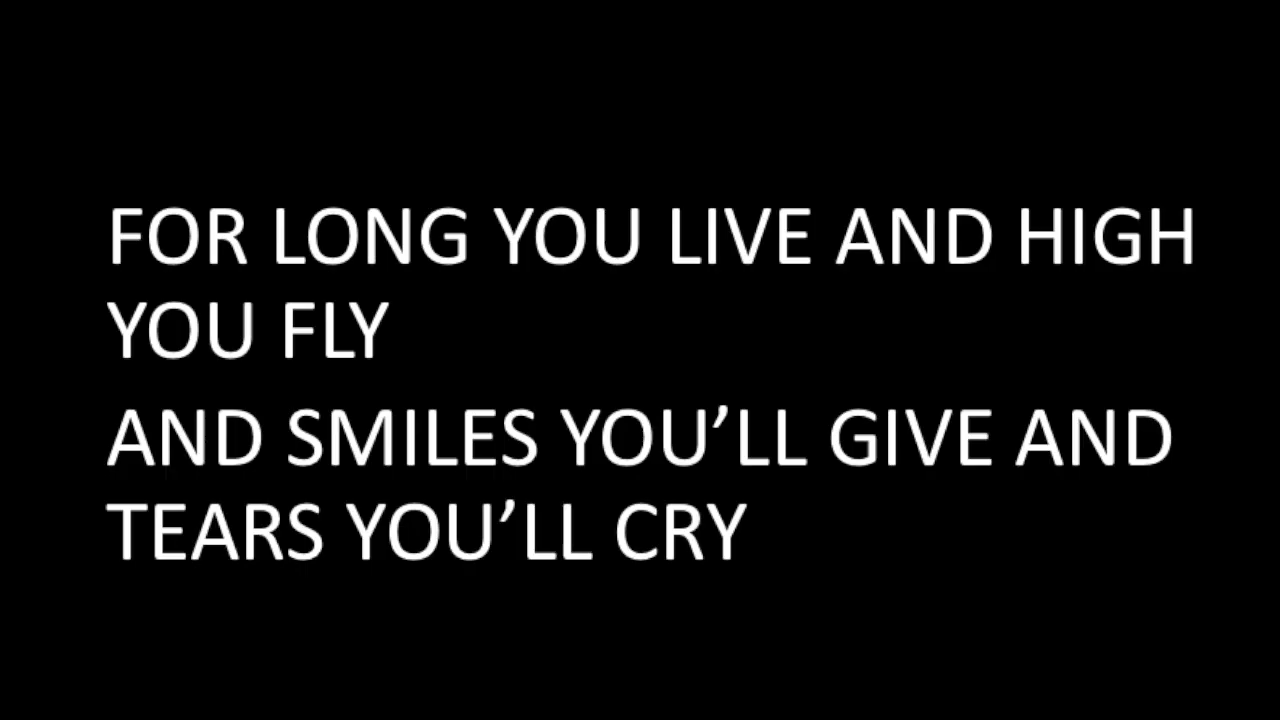 FOR LONG YOU LIVE AND HIGH
YOU FLY
AND SMILES YOU’LL GIVE AND
TEARS YOU’LL CRY